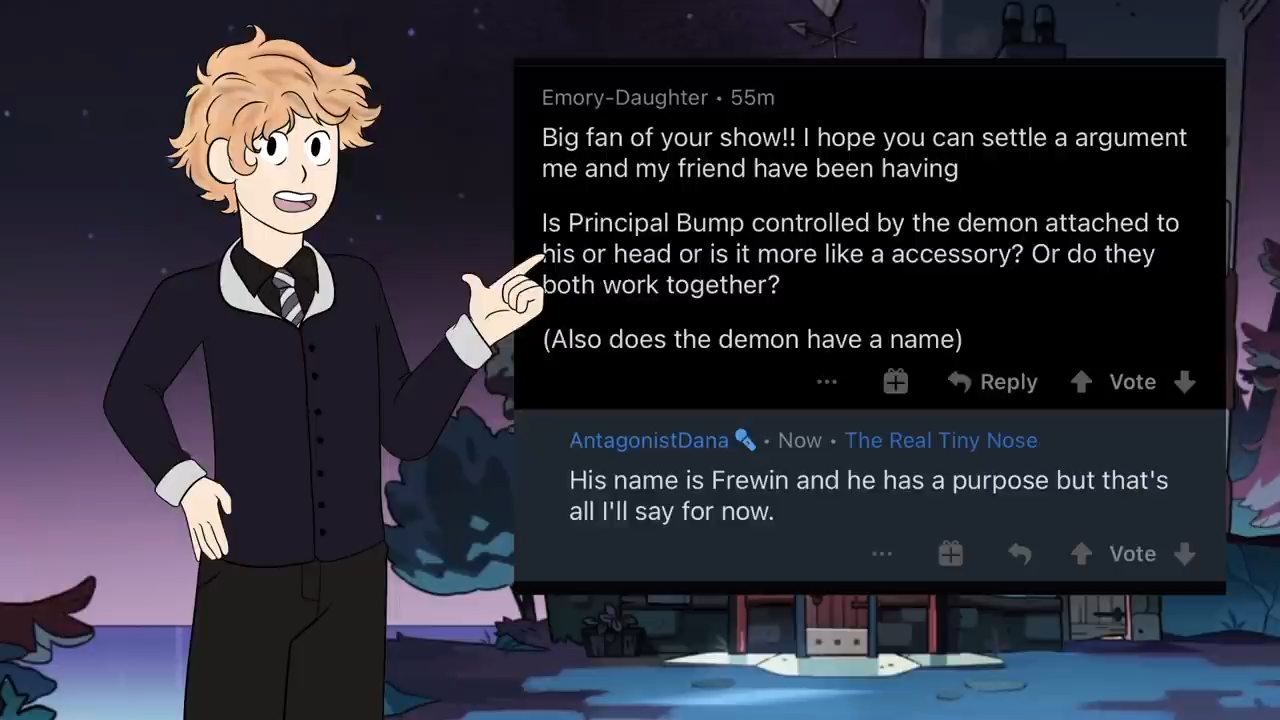 Emory-Daughter • 55m
Big fan of your show!! I hope you can settle a argument
me and my friend have been having
Is Principal Bump controlled by the demon attached to
his or head or is it more like a accessory? Or do they
both work together?
(Also does the demon have a name)
... Reply Vote
AntagonistDana • Now • The Real Tiny Nose
His name is Frewin and he has a purpose but that's
all I'll say for now.
... Vote